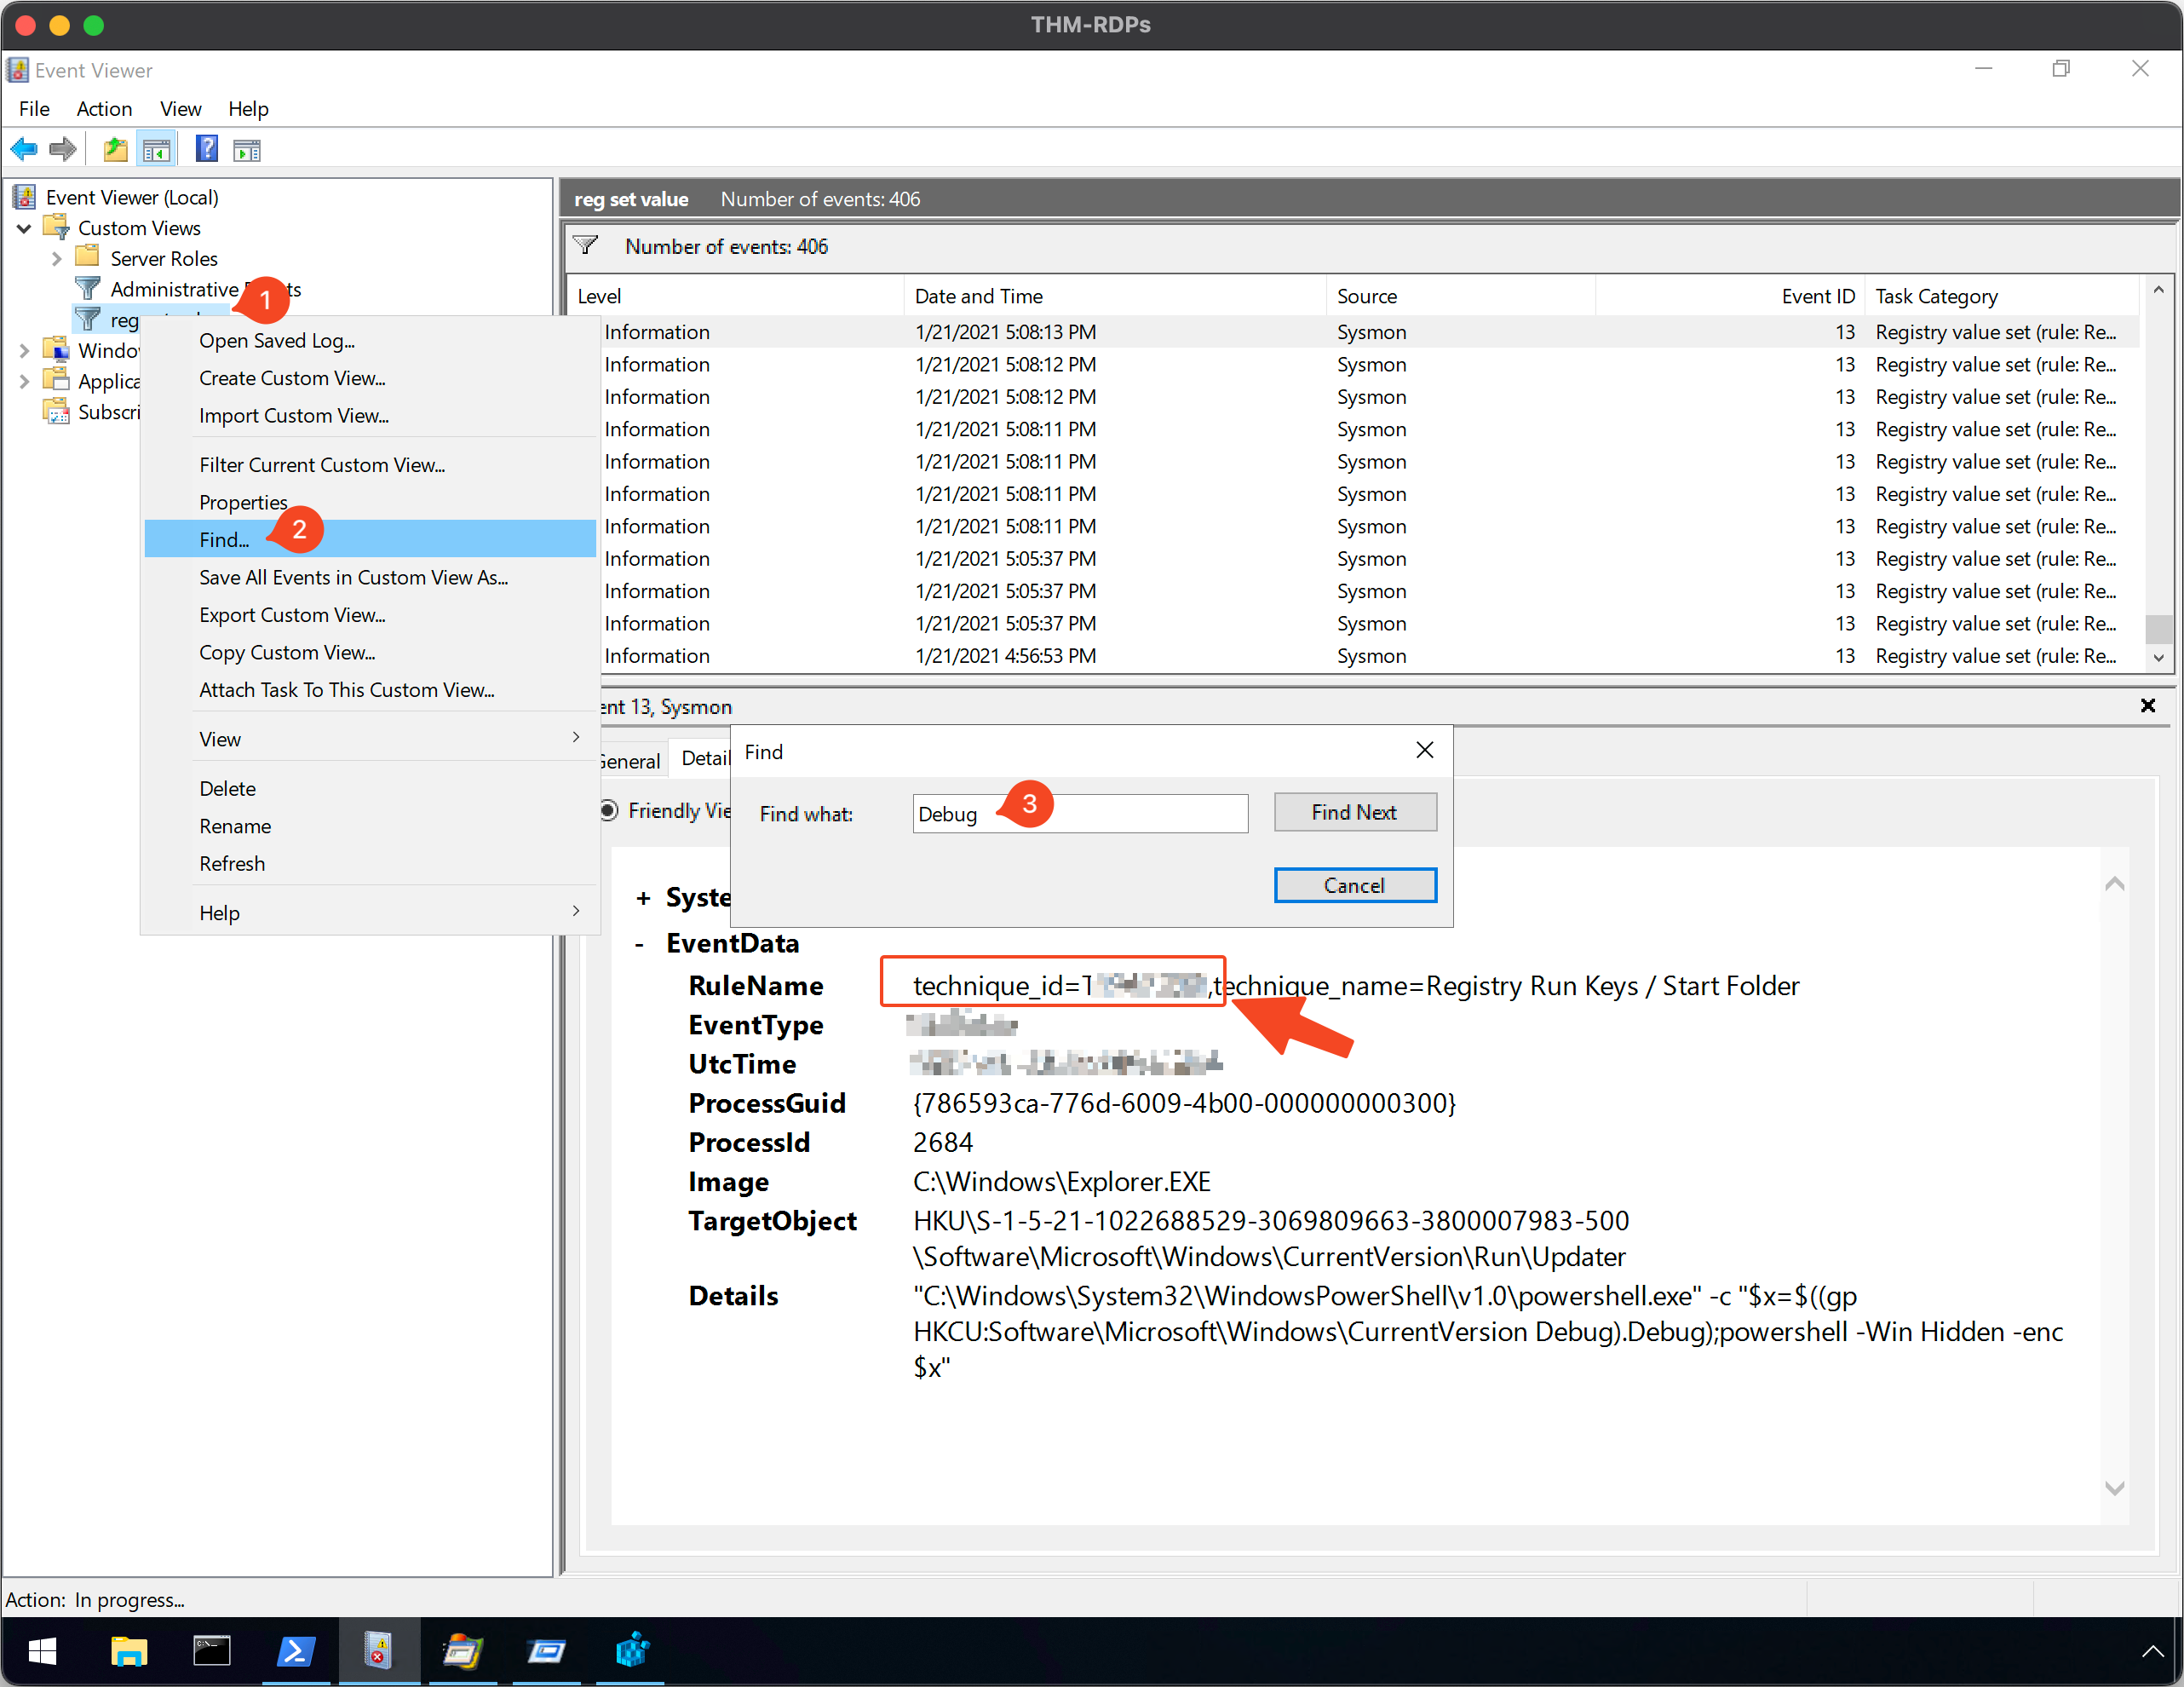 THM-RDPs
Event Viewer
File Action View Help
Event Viewer (Local)
Custom Views
Server Roles
Administrative
1
Open Saved Log...
Create Custom View...
Import Custom View...
Filter Current Custom View...
Properties
Find...
2
Save All Events in Custom View As...
Export Custom View...
Copy Custom View...
Attach Task To This Custom View...
View
Delete
Rename
Refresh
Help
reg set value Number of events: 406
Number of events: 406
Level Date and Time Source Event ID Task Category
Information 1/21/2021 5:08:13 PM Sysmon 13 Registry value set (rule: Re...
Information 1/21/2021 5:08:12 PM Sysmon 13 Registry value set (rule: Re...
Information 1/21/2021 5:08:12 PM Sysmon 13 Registry value set (rule: Re...
Information 1/21/2021 5:08:11 PM Sysmon 13 Registry value set (rule: Re...
Information 1/21/2021 5:08:11 PM Sysmon 13 Registry value set (rule: Re...
Information 1/21/2021 5:08:11 PM Sysmon 13 Registry value set (rule: Re...
Information 1/21/2021 5:08:11 PM Sysmon 13 Registry value set (rule: Re...
Information 1/21/2021 5:05:37 PM Sysmon 13 Registry value set (rule: Re...
Information 1/21/2021 5:05:37 PM Sysmon 13 Registry value set (rule: Re...
Information 1/21/2021 5:05:37 PM Sysmon 13 Registry value set (rule: Re...
Information 1/21/2021 4:56:53 PM Sysmon 13 Registry value set (rule: Re...
ent 13, Sysmon
General Detail
Friendly Vie
Find
Find what: Debug 3 Find Next
Cancel
+ Syste
- EventData
RuleName technique_id=T ,technique_name=Registry Run Keys / Start Folder
EventType
UtcTime
ProcessGuid {786593ca-776d-6009-4b00-000000000300}
ProcessId 2684
Image C:\Windows\Explorer.EXE
TargetObject HKU\S-1-5-21-1022688529-3069809663-3800007983-500
\Software\Microsoft\Windows\CurrentVersion\Run\Updater
Details "C:\Windows\System32\WindowsPowerShell\v1.0\powershell.exe" -c "$x=$((gp
HKCU:Software\Microsoft\Windows\CurrentVersion Debug).Debug);powershell -Win Hidden -enc
$x"
Action: In progress...